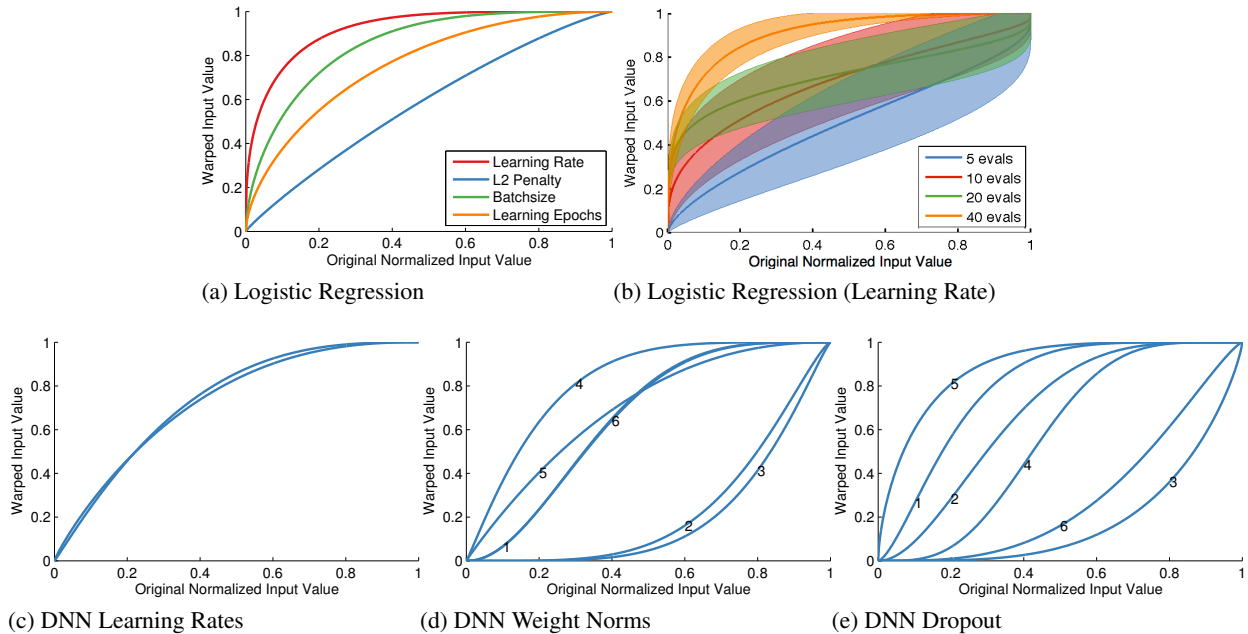 1
0.8
0.6
0.4
0.2
0
0 0.2 0.4 0.6 0.8 1
Warped Input Value
Original Normalized Input Value
Learning Rate
L2 Penalty
Batchsize
Learning Epochs
(a) Logistic Regression
1
0.8
0.6
0.4
0.2
0
0 0.2 0.4 0.6 0.8 1
Warped Input Value
Original Normalized Input Value
5 evals
10 evals
20 evals
40 evals
(b) Logistic Regression (Learning Rate)
1
0.8
0.6
0.4
0.2
0
0 0.2 0.4 0.6 0.8 1
Warped Input Value
Original Normalized Input Value
(c) DNN Learning Rates
1
0.8
0.6
0.4
0.2
0
0 0.2 0.4 0.6 0.8 1
Warped Input Value
Original Normalized Input Value
4
6
5
3
2
1
(d) DNN Weight Norms
1
0.8
0.6
0.4
0.2
0
0 0.2 0.4 0.6 0.8 1
Warped Input Value
Original Normalized Input Value
5
4
3
2
1
6
(e) DNN Dropout